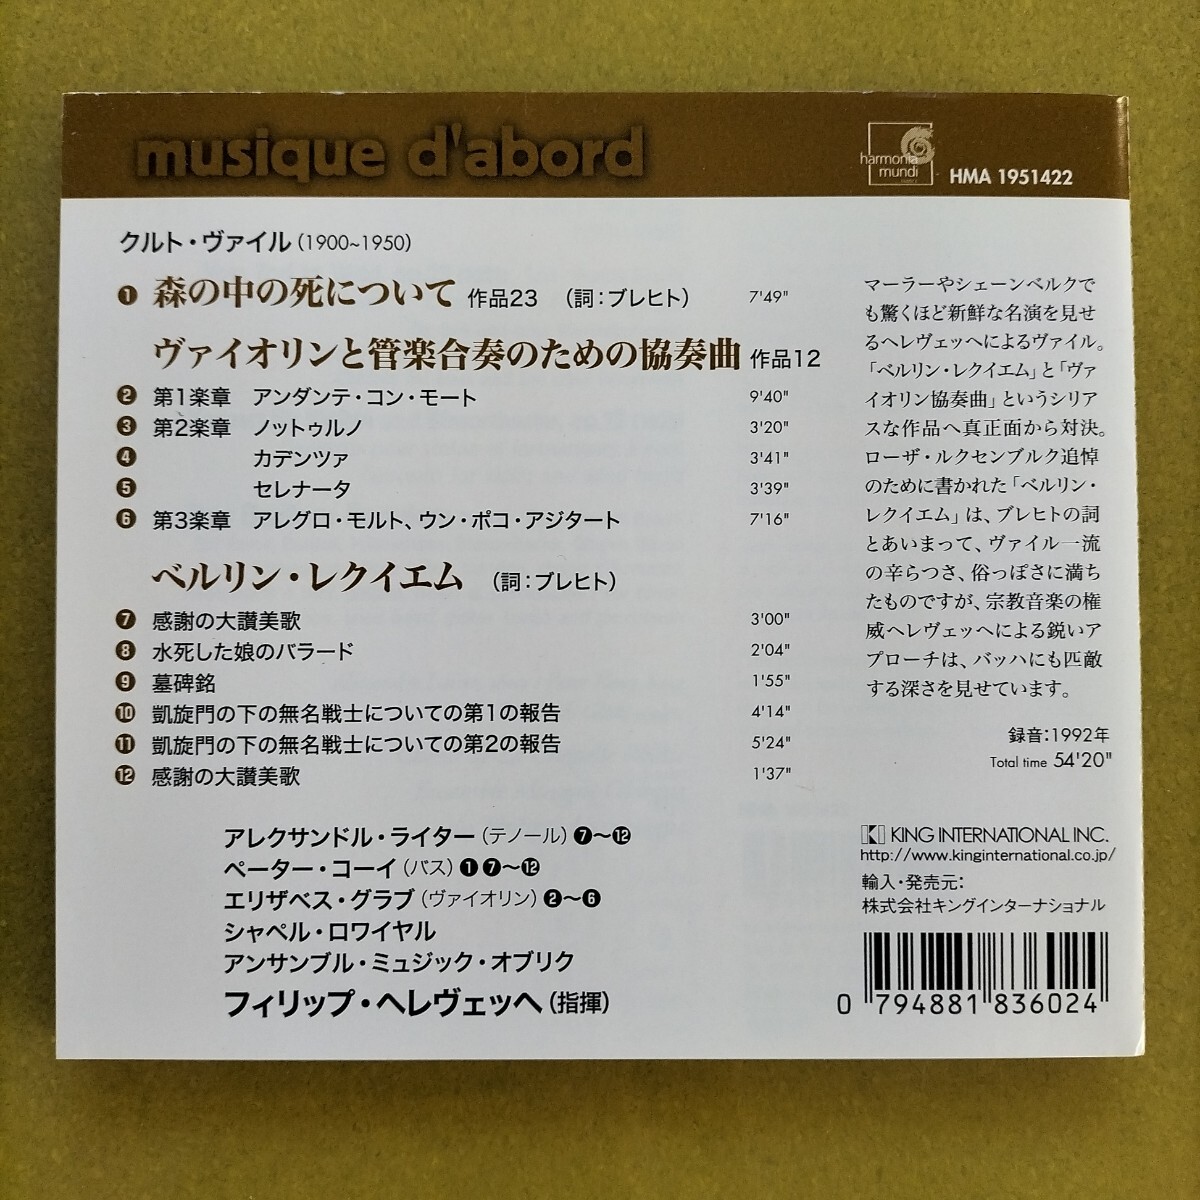 musique d'abord
harmonia
mundi
HMA 1951422
クルト・ヴァイル(1900~1950)
❶ 森の中の死について 作品23 (詞:ブレヒト) 7'49"
ヴァイオリンと管楽合奏のための協奏曲 作品12
❷ 第1楽章 アンダンテ・コン・モート 9'40"
❸ 第2楽章 ノットゥルノ 3'20"
❹ カデンツァ 3'41"
❺ セレナータ 3'39"
❻ 第3楽章 アレグロ・モルト、ウン・ポコ・アジタート 7'16"
ベルリン・レクイエム (詞:ブレヒト)
❼ 感謝の大讃美歌 3'00"
❽ 水死した娘のバラード 2'04"
❾ 墓碑銘 1'55"
❿ 凱旋門の下の無名戦士についての第1の報告 4'14"
⓫ 凱旋門の下の無名戦士についての第2の報告 5'24"
⓬ 感謝の大讃美歌 1'37"
アレクサンドル・ライター(テノール)❼〜⓬
ペーター・コーイ(バス)❶❼〜⓬
エリザベス・グラブ(ヴァイオリン)❷〜❻
シャペル・ロワイヤル
アンサンブル・ミュジック・オブリク
フィリップ・ヘレヴェッヘ(指揮)
マーラーやシェーンベルクで
も驚くほど新鮮な名演を見せ
るヘレヴェッヘによるヴァイル。
「ベルリン・レクイエム」と「ヴァ
イオリン協奏曲」というシリア
スな作品へ真正面から対決。
ローザ・ルクセンブルク追悼
のために書かれた「ベルリン・
レクイエム」は、ブレヒトの詞
とあいまって、ヴァイル一流
の辛らつさ、俗っぽさに満ち
たものですが、宗教音楽の権
威ヘレヴェッヘによる鋭いア
プローチは、バッハにも匹敵
する深さを見せています。
録音:1992年
Total time 54'20"
KING INTERNATIONAL INC.
http://www.kinginternational.co.jp/
輸入・発売元:
株式会社キングインターナショナル
0 794881 836024